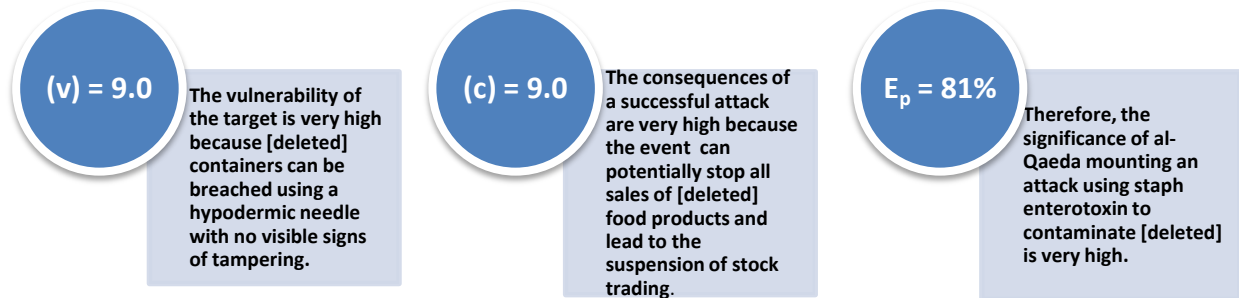 (v) = 9.0
The vulnerability of
the target is very high
because [deleted]
containers can be
breached using a
hypodermic needle
with no visible signs
of tampering.
(c) = 9.0
The consequences of
a successful attack
are very high because
the event can
potentially stop all
sales of [deleted]
food products and
lead to the
suspension of stock
trading.
Ep = 81%
Therefore, the
significance of al-
Qaeda mounting an
attack using staph
enterotoxin to
contaminate [deleted]
is very high.